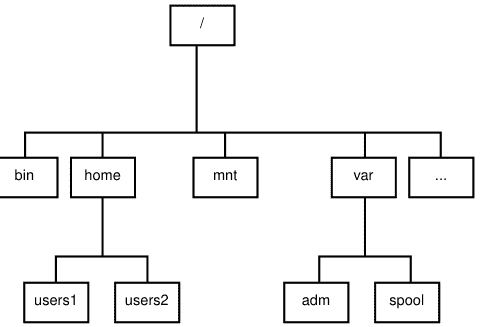 /
bin
home
mnt
var
...
users1
users2
adm
spool